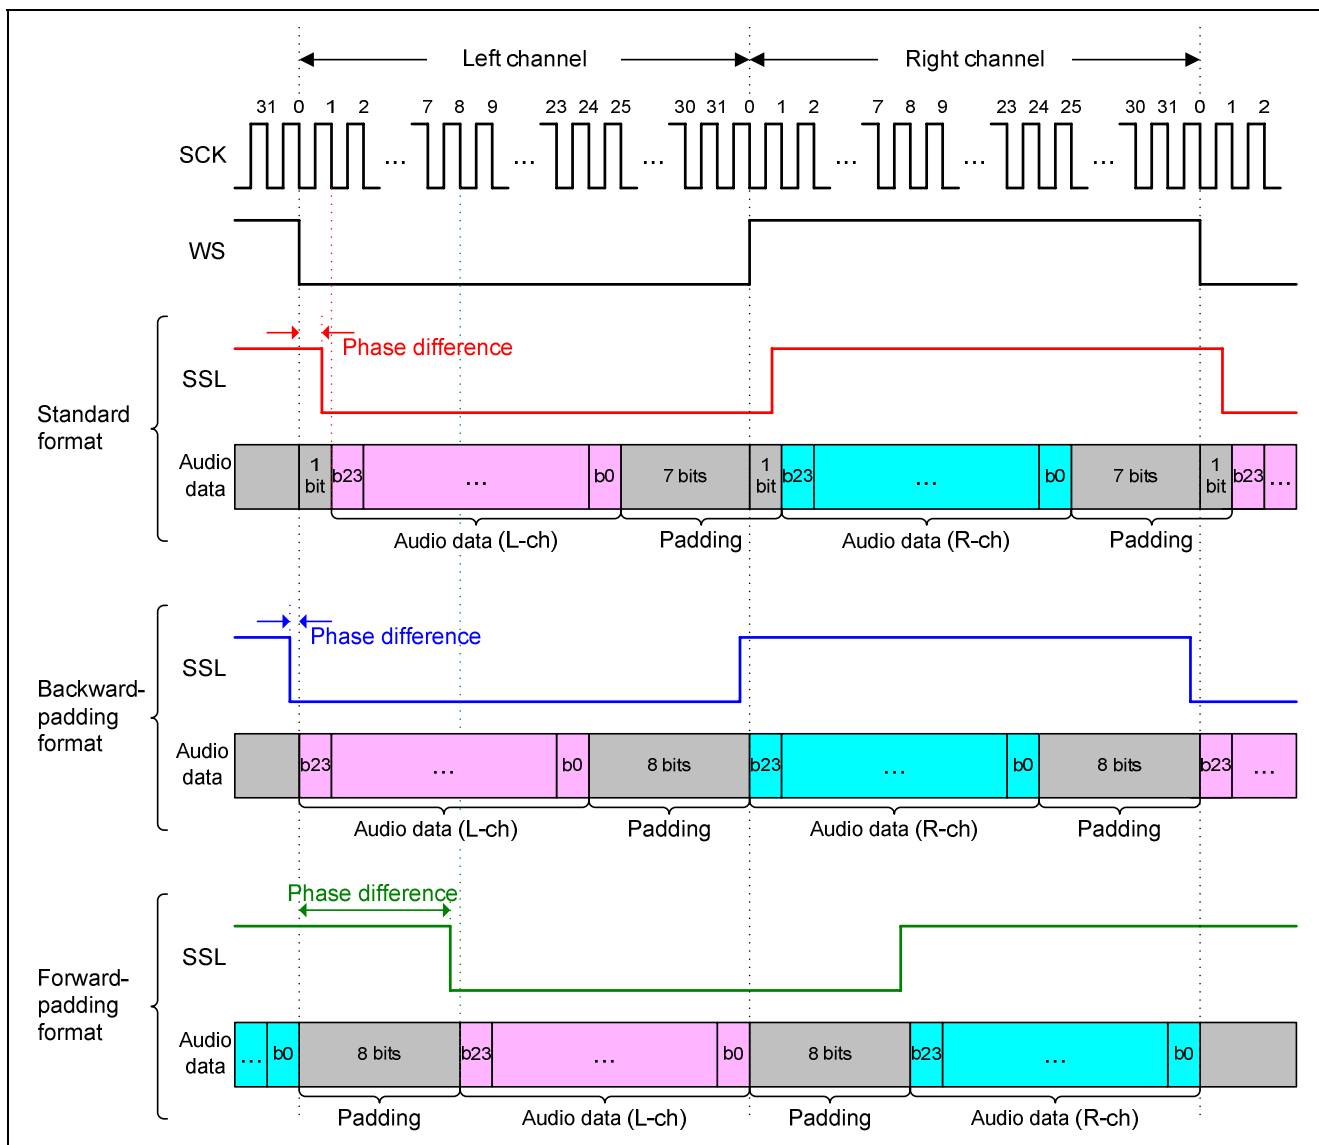 Left channel
Right channel
31 0 1 2 7 8 9 23 24 25 30 31 0 1 2 7 8 9 23 24 25 30 31 0 1 2
SCK ... ... ... ... ... ...
WS
Standard format
Phase difference
SSL
Audio data
1 bit
b23
...
b0
7 bits
1 bit
b23
...
b0
7 bits
1 bit
b23
...
Audio data (L-ch)
Padding
Audio data (R-ch)
Padding
Backward-
padding
format
Phase difference
SSL
Audio data
b23
...
b0
8 bits
b23
...
b0
8 bits
b23
...
Audio data (L-ch)
Padding
Audio data (R-ch)
Padding
Forward-
padding
format
Phase difference
SSL
Audio data
...
b0
8 bits
b23
...
b0
8 bits
b23
...
b0
Padding
Audio data (L-ch)
Padding
Audio data (R-ch)